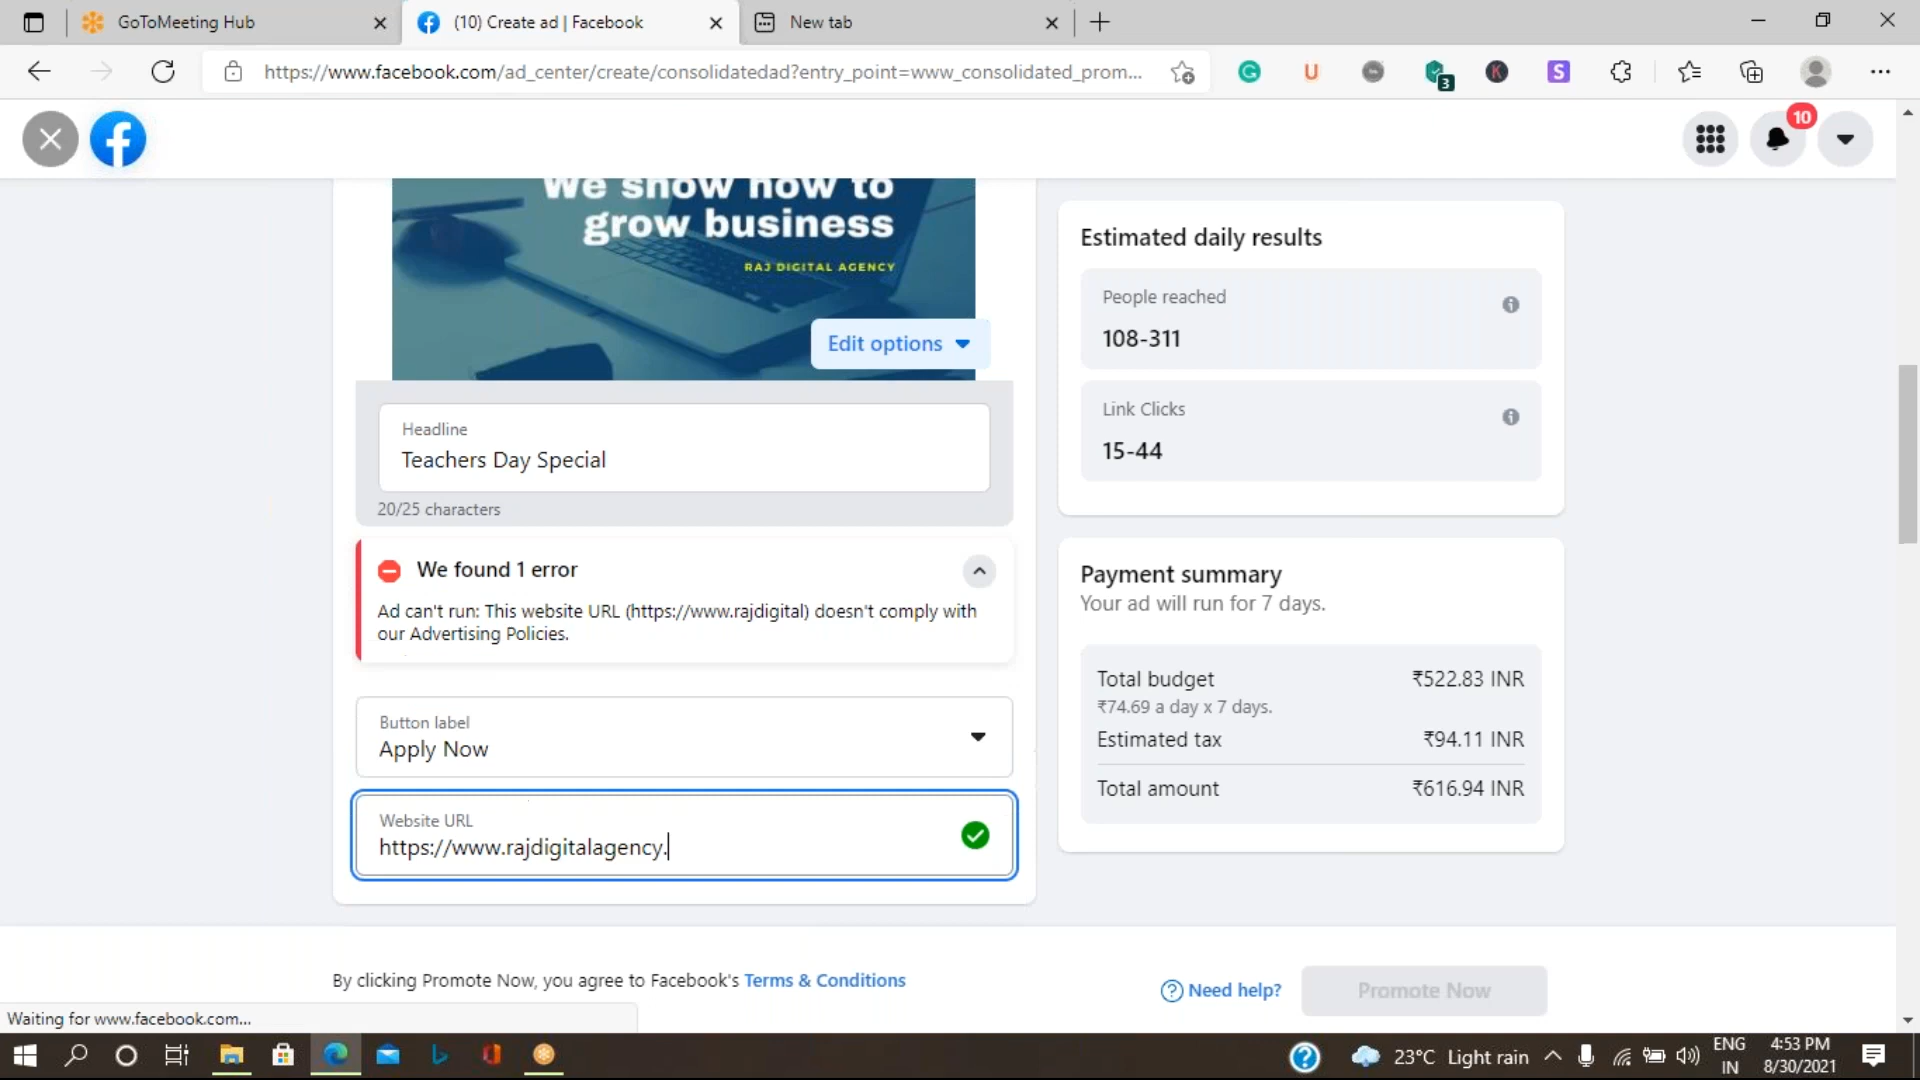 GoToMeeting Hub
(10) Create ad | Facebook
New tab
https://www.facebook.com/ad_center/create/consolidatedad?entry_point=www_consolidated_prom...
3
10
We show how to
grow business
RAJ DIGITAL AGENCY
Edit options
Headline
Teachers Day Special
20/25 characters
We found 1 error
Ad can't run: This website URL (https://www.rajdigital) doesn't comply with
our Advertising Policies.
Button label
Apply Now
Website URL
https://www.rajdigitalagency.
Estimated daily results
People reached
108-311
Link Clicks
15-44
Payment summary
Your ad will run for 7 days.
Total budget ₹522.83 INR
₹74.69 a day x 7 days.
Estimated tax ₹94.11 INR
Total amount ₹616.94 INR
By clicking Promote Now, you agree to Facebook's Terms & Conditions
Need help?
Promote Now
Waiting for www.facebook.com...
23°C Light rain
ENG
IN
4:53 PM
8/30/2021